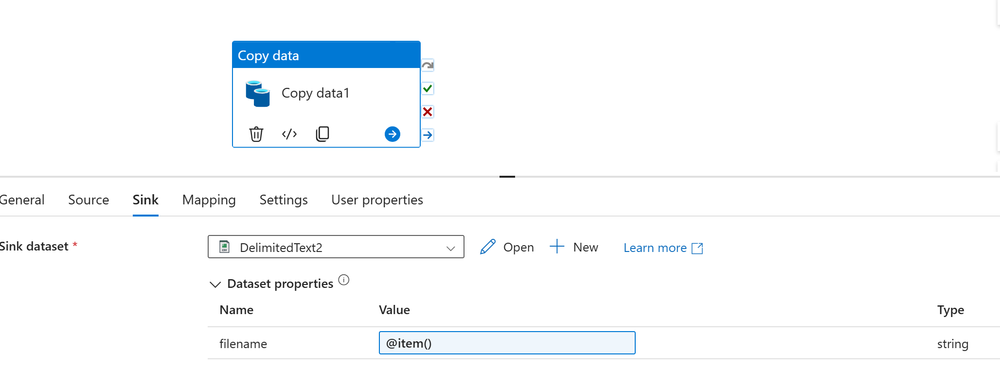 Copy data
Copy data1
General Source Sink Mapping Settings User properties
Sink dataset *
DelimitedText2
Open
New
Learn more
Dataset properties
Name Value Type
filename @item() string